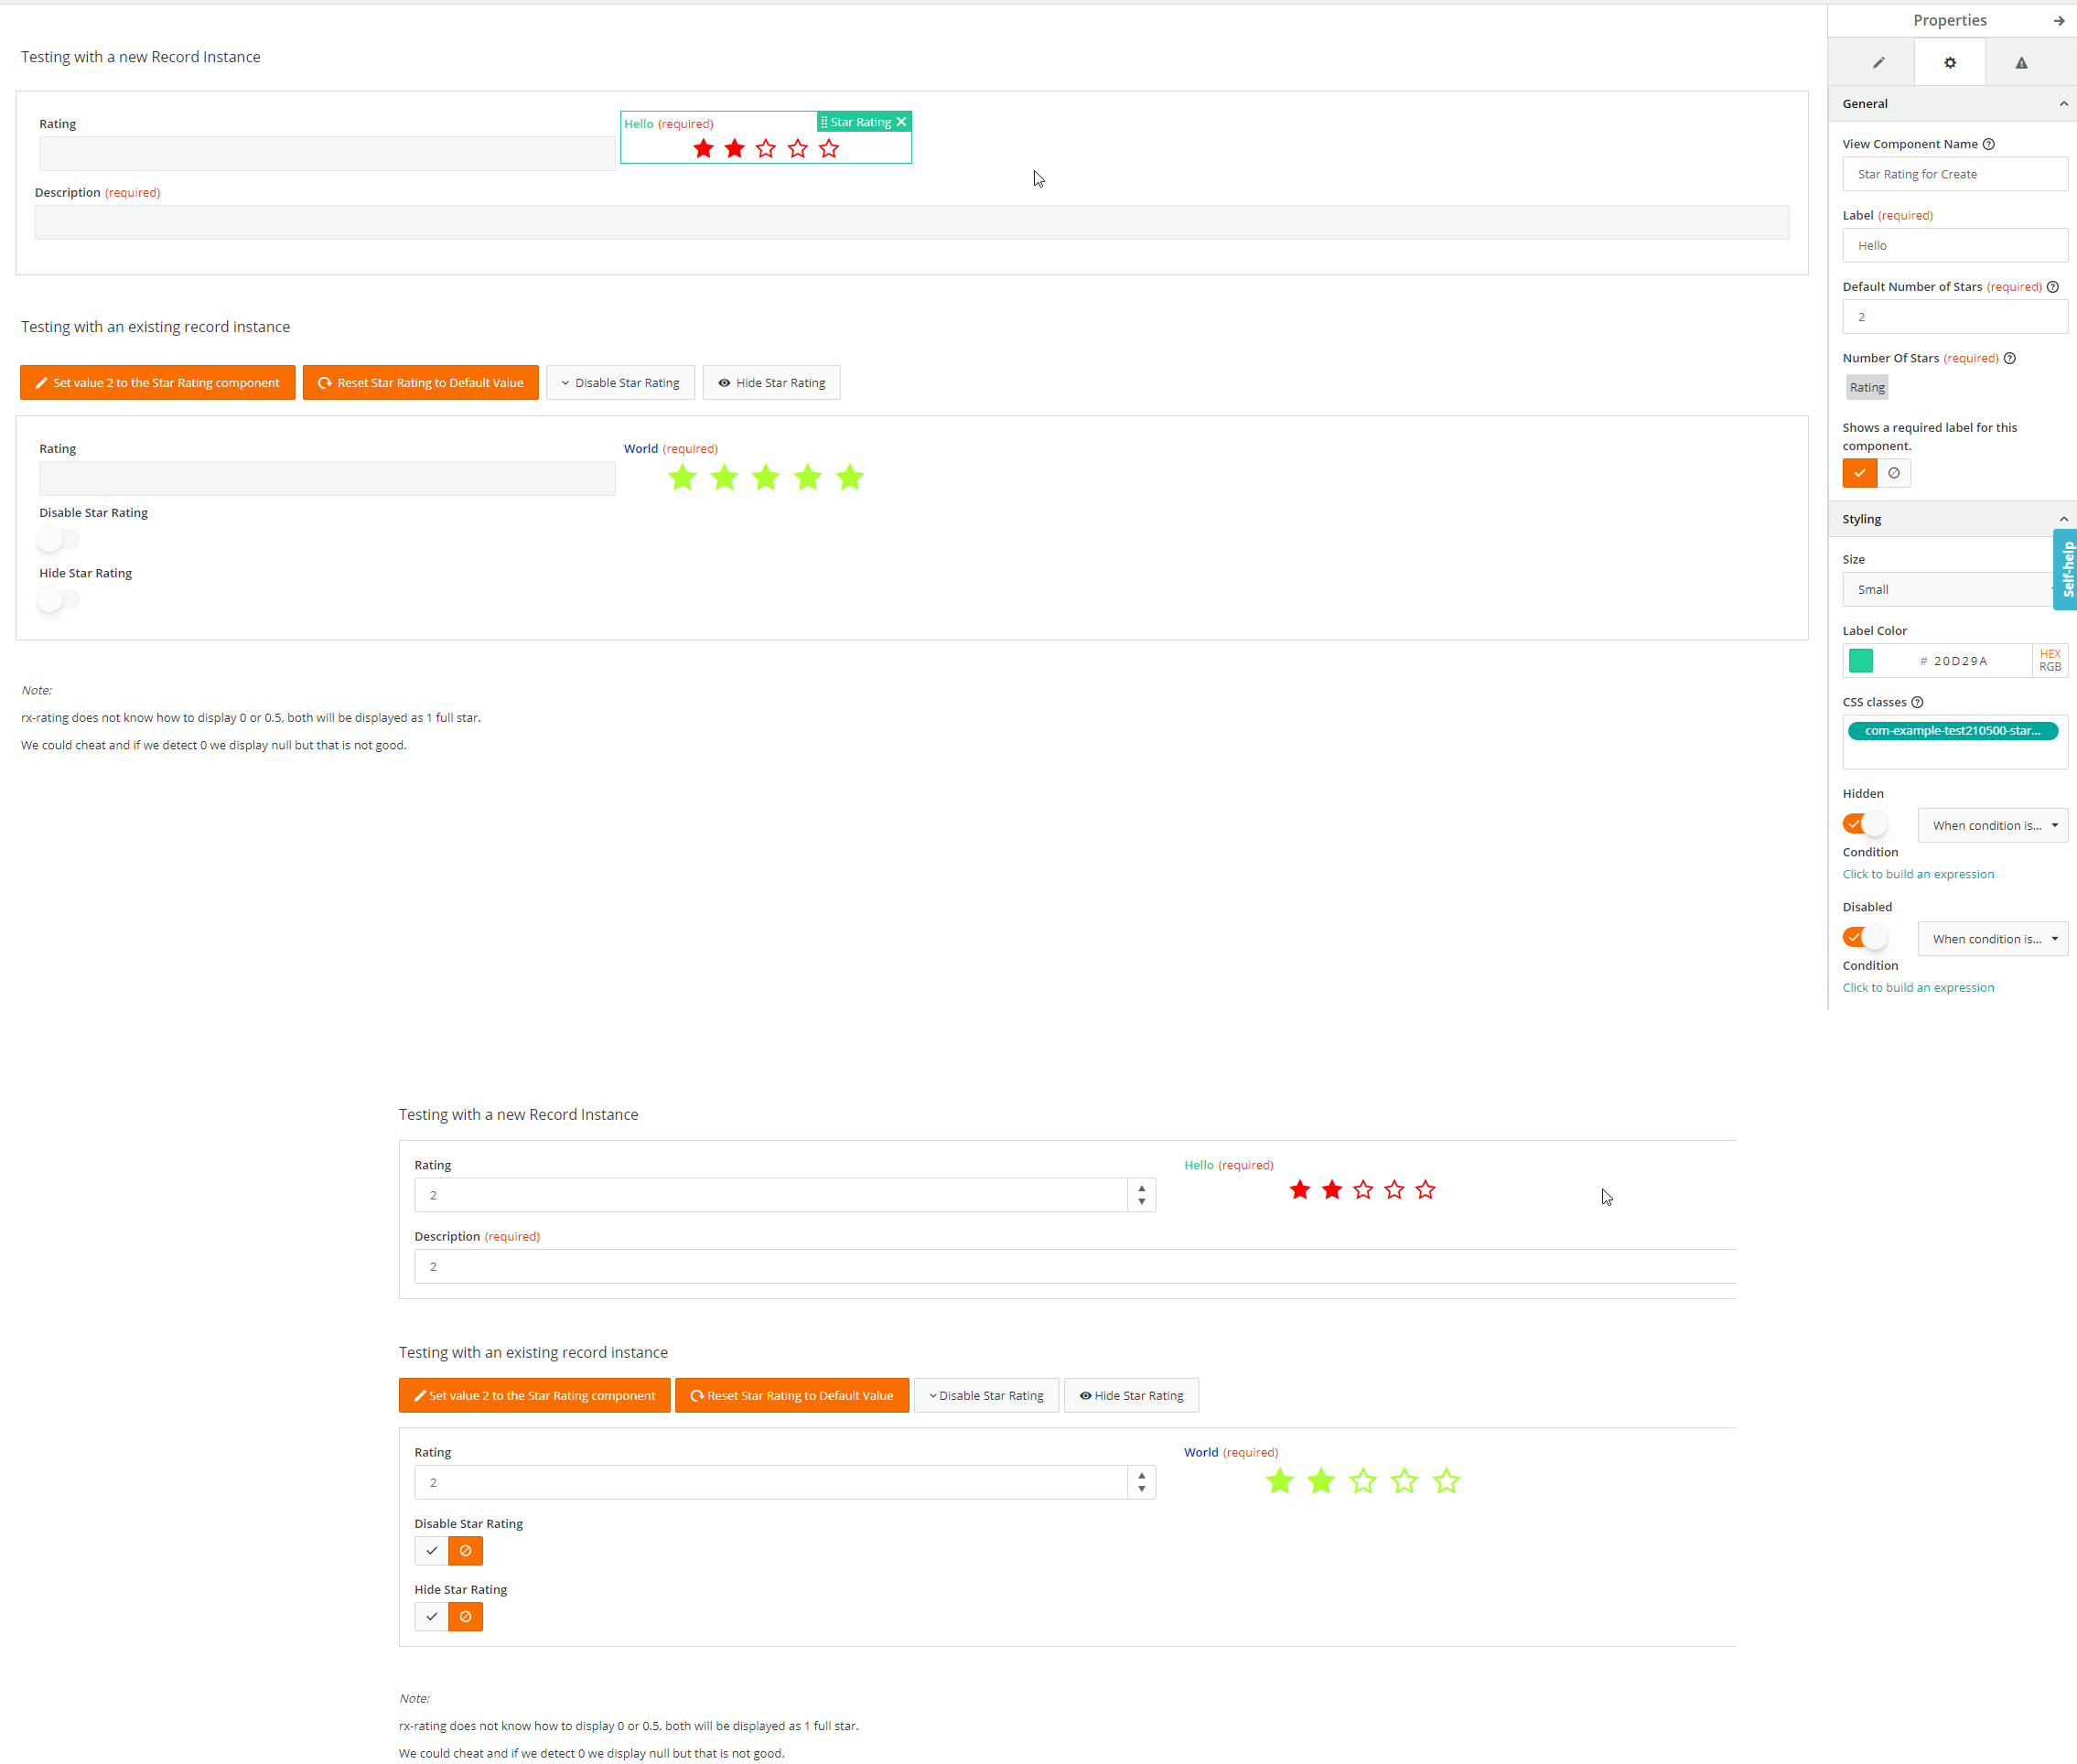 Testing with a new Record Instance
Rating
Hello (required)
Star Rating
Description (required)
Testing with an existing record instance
Set value 2 to the Star Rating component
Reset Star Rating to Default Value
Disable Star Rating
Hide Star Rating
Rating
World (required)
Disable Star Rating
Hide Star Rating
Note:
rx-rating does not know how to display 0 or 0.5, both will be displayed as 1 full star.
We could cheat and if we detect 0 we display null but that is not good.
Properties
General
View Component Name
Star Rating for Create
Label (required)
Hello
Default Number of Stars (required)
2
Number Of Stars (required)
Rating
Shows a required label for this
component.
Styling
Self-help
Size
Small
Label Color
# 20D29A
HEX
RGB
CSS classes
com-example-test210500-star...
Hidden
When condition is...
Condition
Click to build an expression
Disabled
When condition is...
Condition
Click to build an expression
Testing with a new Record Instance
Rating
2
Hello (required)
Description (required)
2
Testing with an existing record instance
Set value 2 to the Star Rating component
Reset Star Rating to Default Value
Disable Star Rating
Hide Star Rating
Rating
2
World (required)
Disable Star Rating
Hide Star Rating
Note:
rx-rating does not know how to display 0 or 0.5, both will be displayed as 1 full star.
We could cheat and if we detect 0 we display null but that is not good.